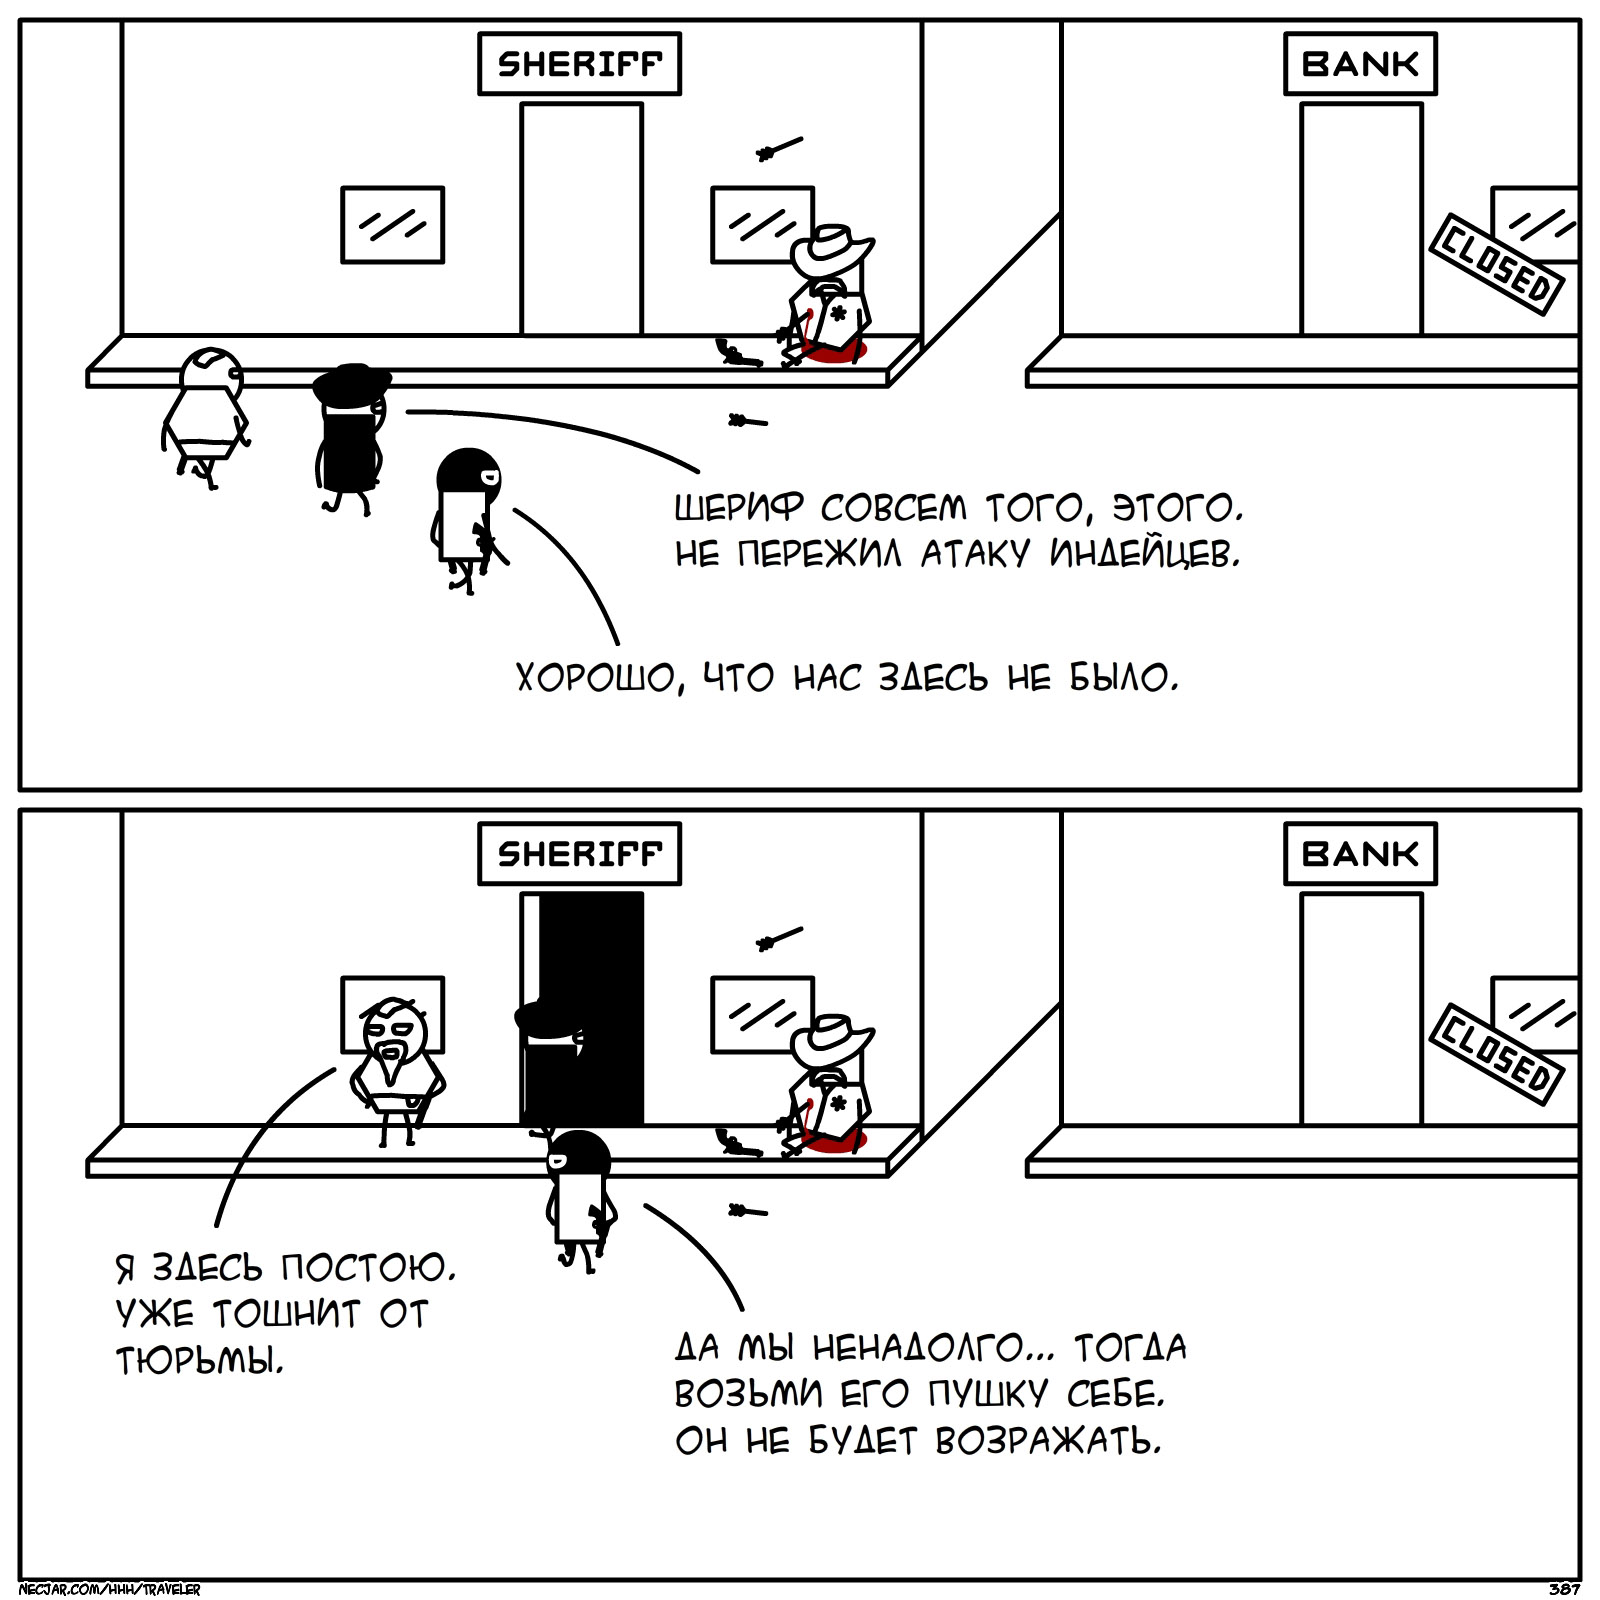 SHERIFF
BANK
CLOSED
ШЕРИФ СОВСЕМ ТОГО, ЭТОГО.
НЕ ПЕРЕЖИЛ АТАКУ ИНДЕЙЦЕВ.
ХОРОШО, ЧТО НАС ЗДЕСЬ НЕ БЫЛО.
SHERIFF
BANK
CLOSED
Я ЗДЕСЬ ПОСТОЮ.
УЖЕ ТОШНИТ ОТ
ТЮРЬМЫ.
ДА МЫ НЕНАДОЛГО... ТОГДА
ВОЗЬМИ ЕГО ПУШКУ СЕБЕ.
ОН НЕ БУДЕТ ВОЗРАЖАТЬ.
NECJAR.COM/HHH/TRAVELER
387